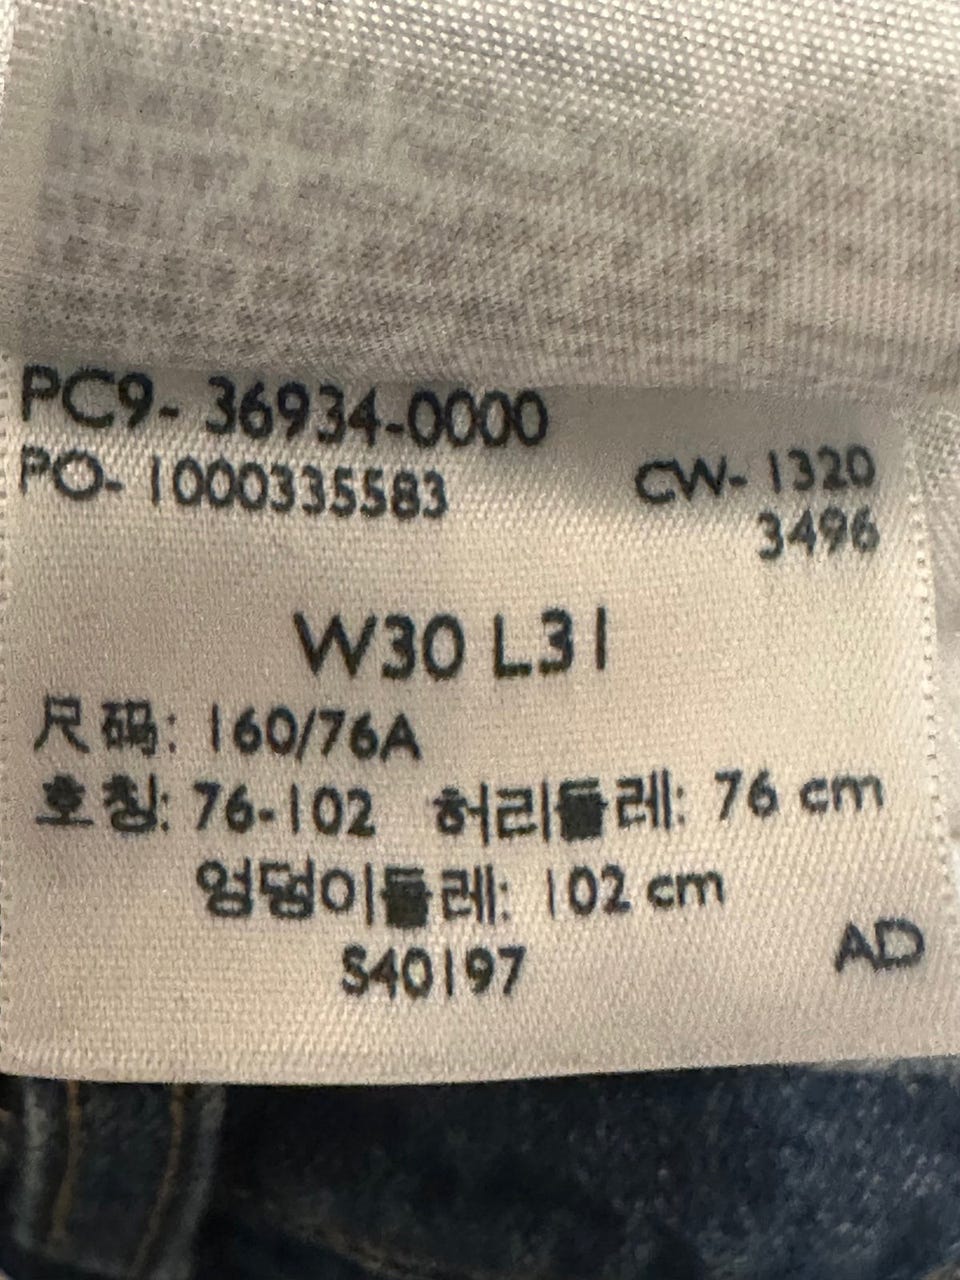 PC9- 36934-0000
PO- 1000335583 CW- 1320
3496
W30 L31
尺码: 160/76A
호칭: 76-102 허리둘레: 76 cm
엉덩이둘레: 102 cm
S40197 AD